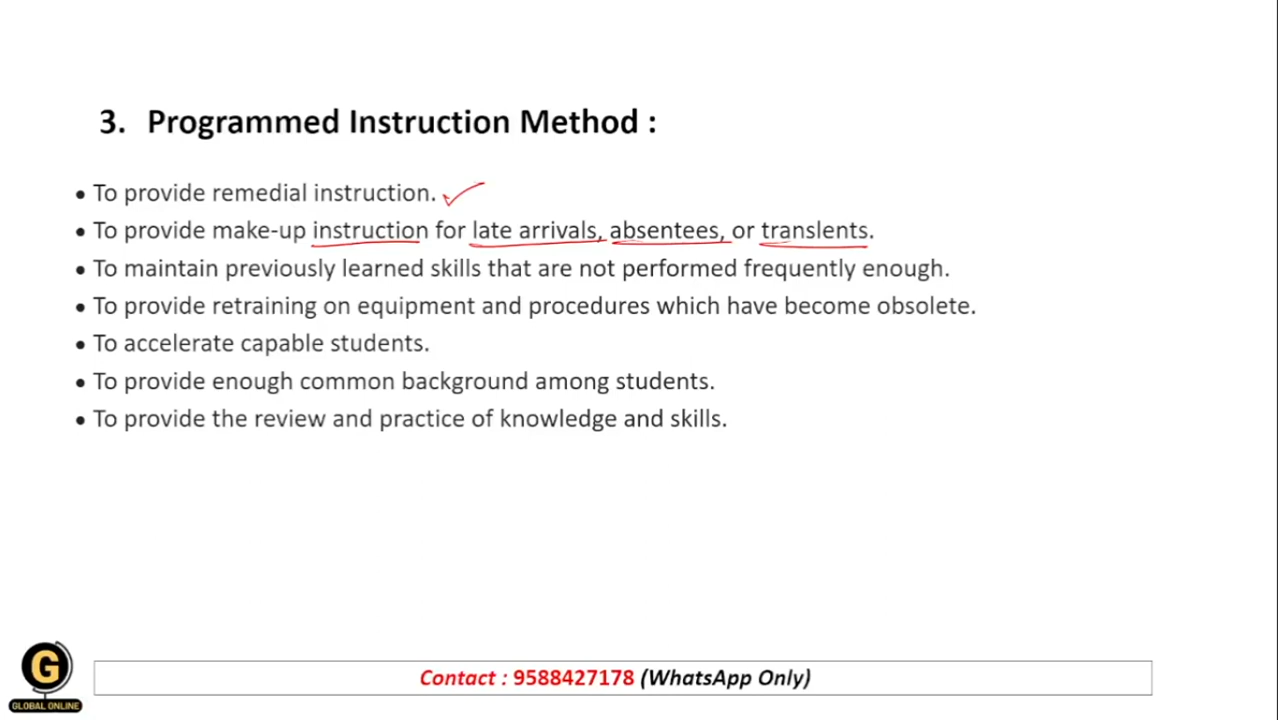 3. Programmed Instruction Method :
• To provide remedial instruction.
• To provide make-up instruction for late arrivals, absentees, or translents.
• To maintain previously learned skills that are not performed frequently enough.
• To provide retraining on equipment and procedures which have become obsolete.
• To accelerate capable students.
• To provide enough common background among students.
• To provide the review and practice of knowledge and skills.
G
GLOBAL ONLINE
Contact : 9588427178 (WhatsApp Only)